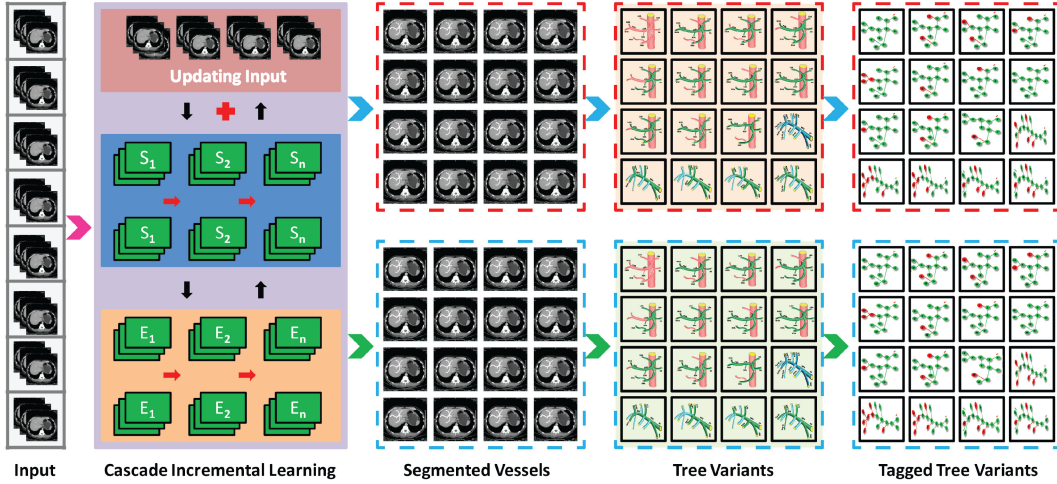 Updating Input
S1 S2 Sn
S1 S2 Sn
E1 E2 En
E1 E2 En
Input Cascade Incremental Learning Segmented Vessels Tree Variants Tagged Tree Variants